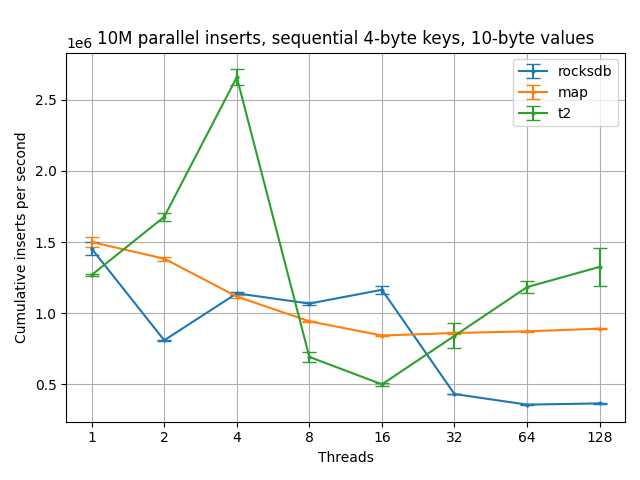 10M parallel inserts, sequential 4-byte keys, 10-byte values
1e6
rocksdb
map
t2
2.5
2.0
1.5
1.0
0.5
Cumulative inserts per second
1 2 4 8 16 32 64 128
Threads